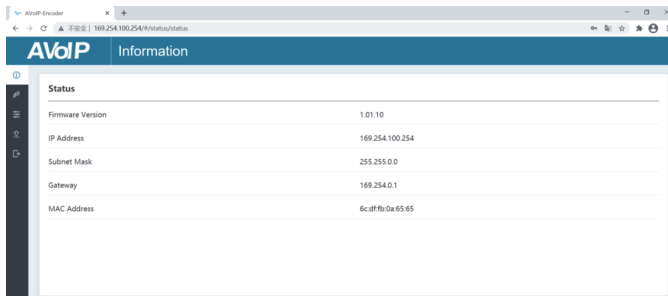 AVoIP-Encoder
不安全 | 169.254.100.254/#/status/status
AVoIP Information
Status
Firmware Version 1.01.10
IP Address 169.254.100.254
Subnet Mask 255.255.0.0
Gateway 169.254.0.1
MAC Address 6c:df:fb:0a:65:65